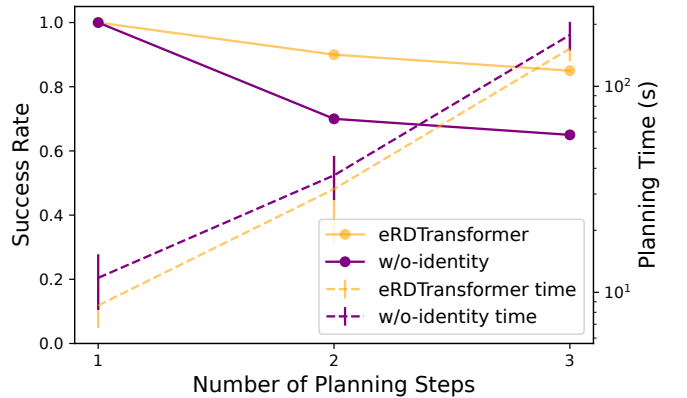 1.0
0.8
0.6
0.4
0.2
0.0
Success Rate
1
2
3
Number of Planning Steps
10²
10¹
Planning Time (s)
eRDTransformer
w/o-identity
eRDTransformer time
w/o-identity time